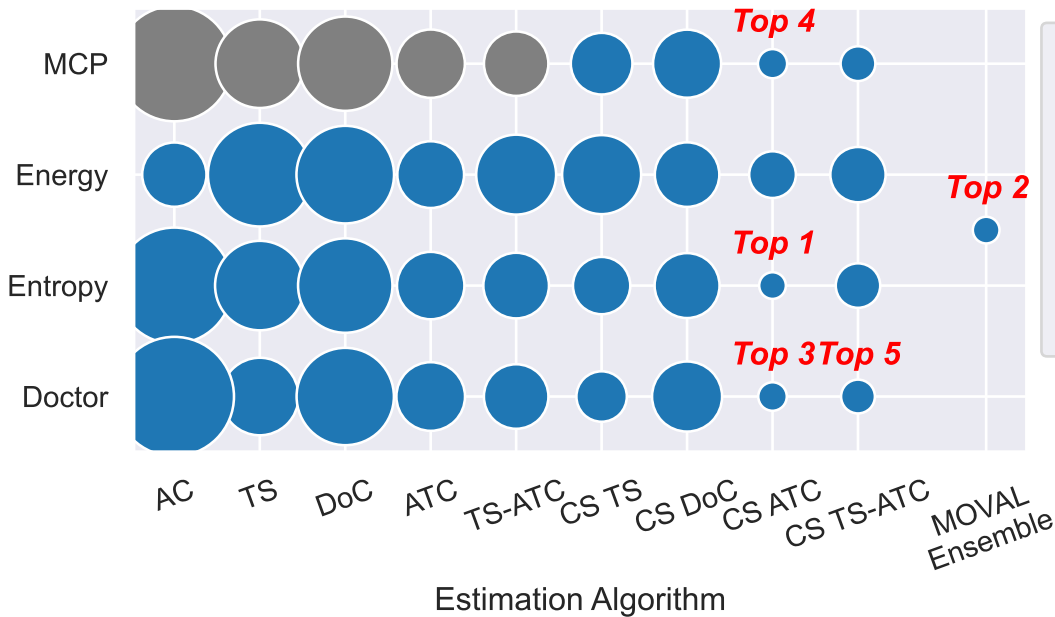 Top 4
MCP
Energy
Top 2
Top 1
Entropy
Top 3 Top 5
Doctor
AC TS DoC ATC TS-ATC CS TS CS DoC CS ATC CS TS-ATC MOVAL
Ensemble
Estimation Algorithm